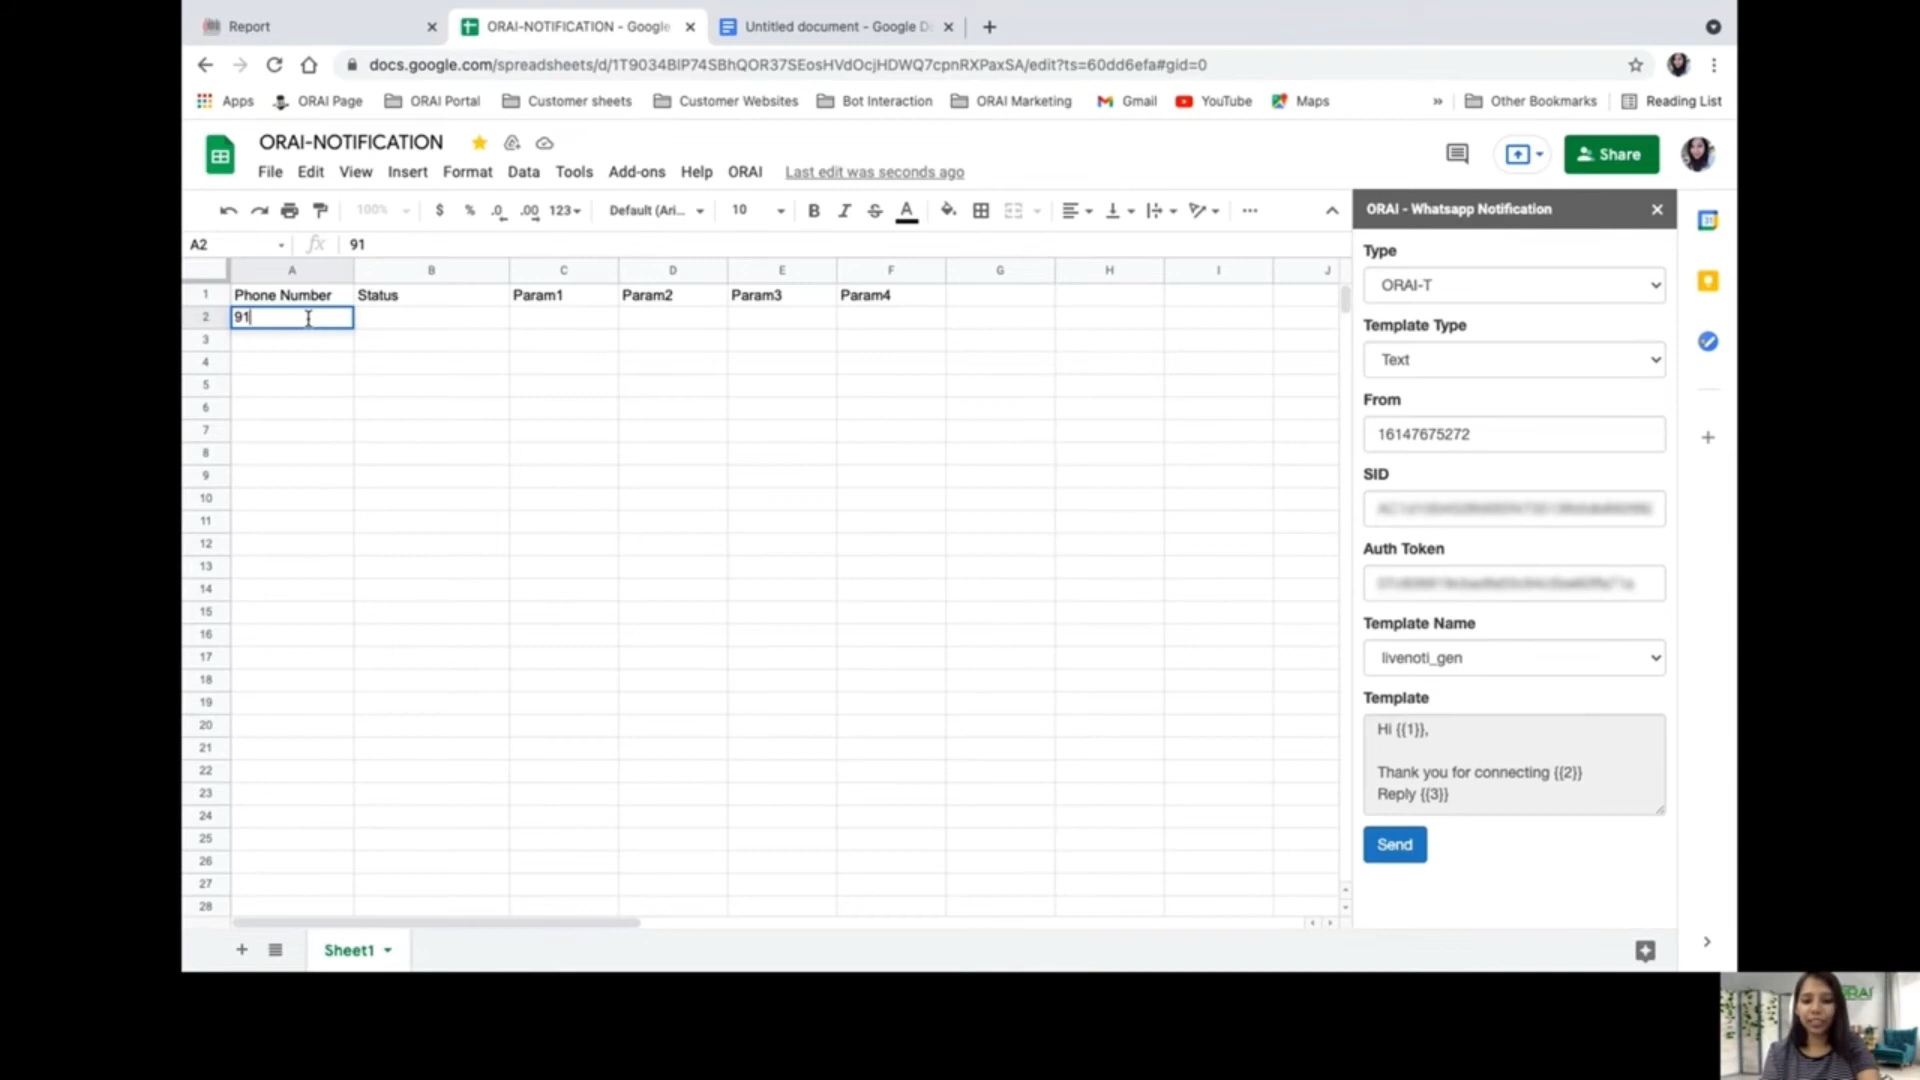 Report
ORAI-NOTIFICATION - Google
Untitled document - Google D
docs.google.com/spreadsheets/d/1T9034BlP74SBhQOR37SEosHVdOcjHDWQ7cpnRXPaxSA/edit?ts=60dd6efa#gid=0
Apps ORAI Page ORAI Portal Customer sheets Customer Websites Bot Interaction ORAI Marketing Gmail YouTube Maps » Other Bookmarks Reading List
ORAI-NOTIFICATION
Share
File Edit View Insert Format Data Tools Add-ons Help ORAI Last edit was seconds ago
100% $ % .0 .00 123 Default (Ari... 10 B I S A
A2 fx 91
A B C D E F G H I J
1 Phone Number Status Param1 Param2 Param3 Param4
2 91
3
4
5
6
7
8
9
10
11
12
13
14
15
16
17
18
19
20
21
22
23
24
25
26
27
28
Sheet1
ORAI - Whatsapp Notification
Type
ORAI-T
Template Type
Text
From
16147675272
SID
Auth Token
Template Name
livenoti_gen
Template
Hi {{1}},
Thank you for connecting {{2}}
Reply {{3}}
Send
31